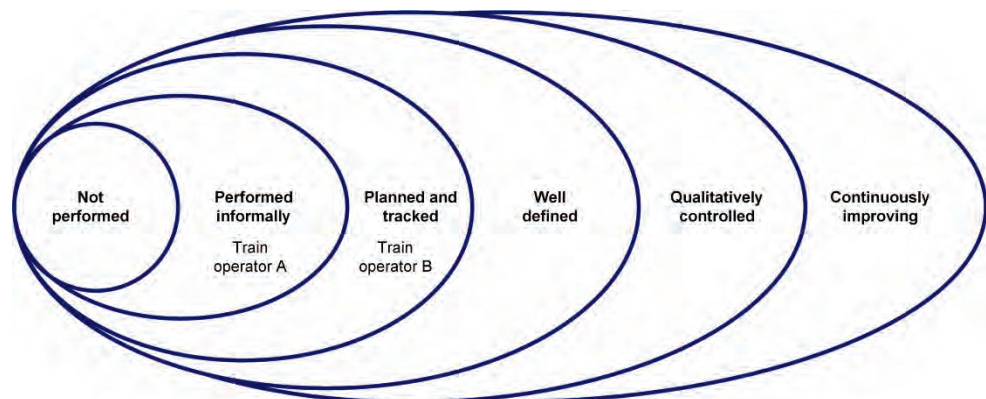 Not
performed
Performed
informally
Train
operator A
Planned and
tracked
Train
operator B
Well
defined
Qualitatively
controlled
Continuously
improving